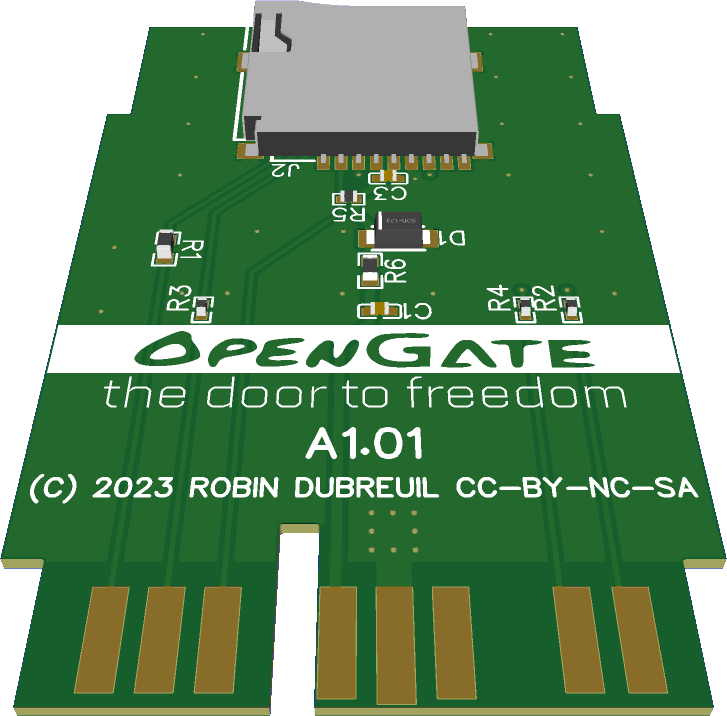 J2
C3
R5
D1
R1
R6
R3
C1
R4
R2
OPENGATE
the door to freedom
A1.01
(C) 2023 ROBIN DUBREUIL CC-BY-NC-SA